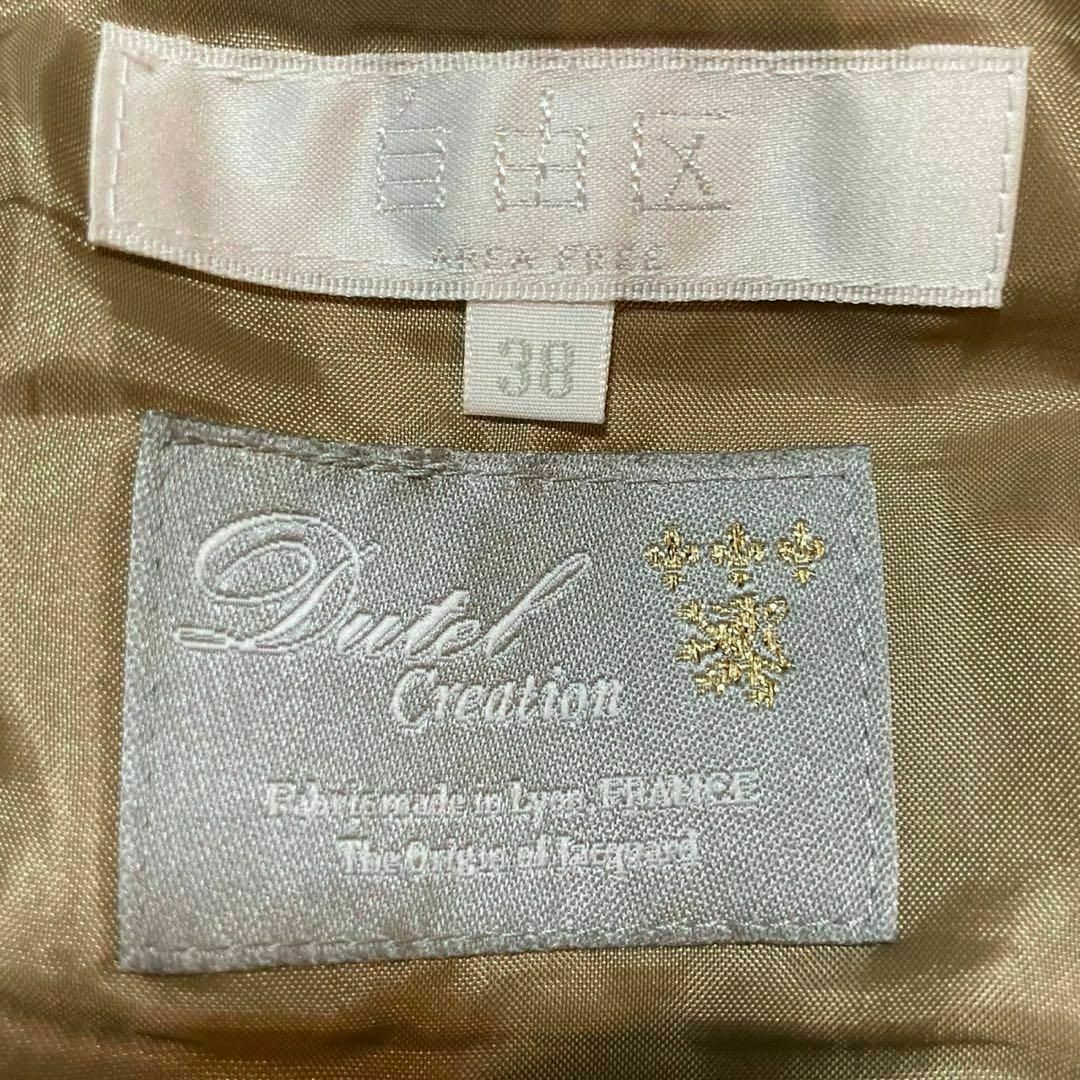 自由区
AREA FREE
38
Dutel
Creation
Fabric made in Lyon FRANCE
The Origin of Jacquard